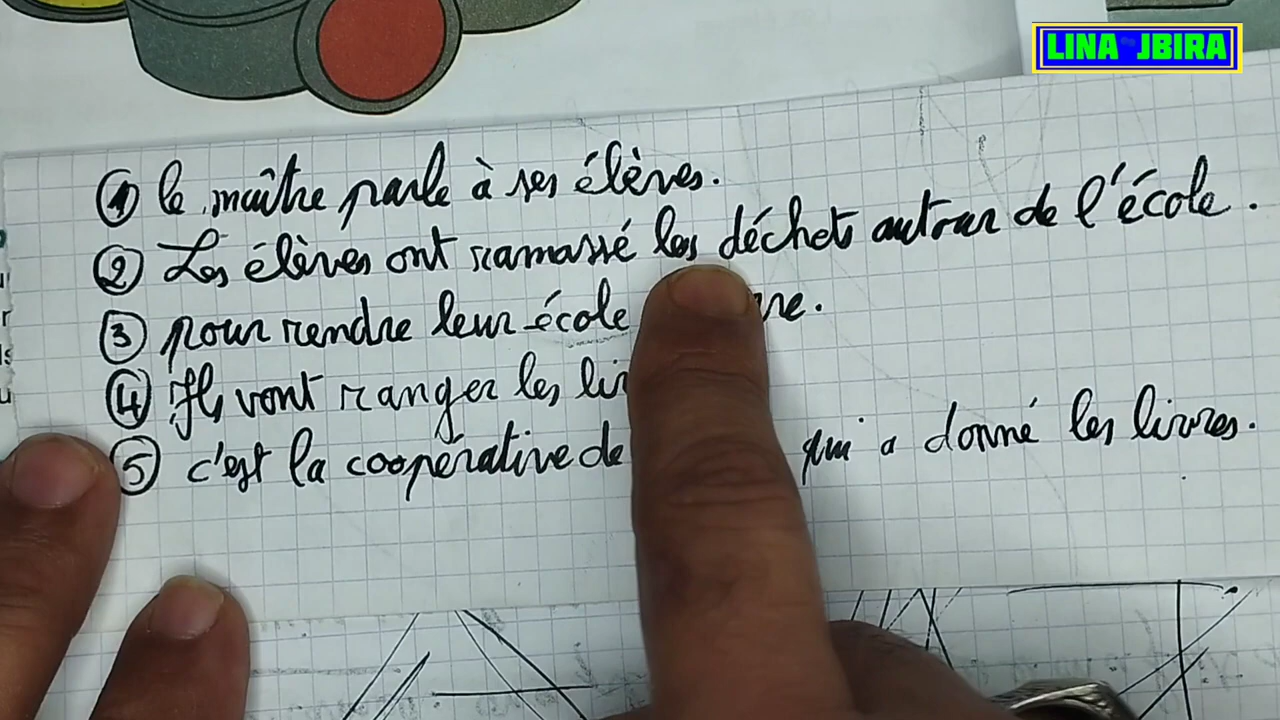 LINA JBIRA
① le maître parle à ses élèves.
② Les élèves ont ramassé les déchets autour de l'école.
③ pour rendre leur école
④ Ils vont ranger les
⑤ c'est la coopérative de qui a donné les livres.